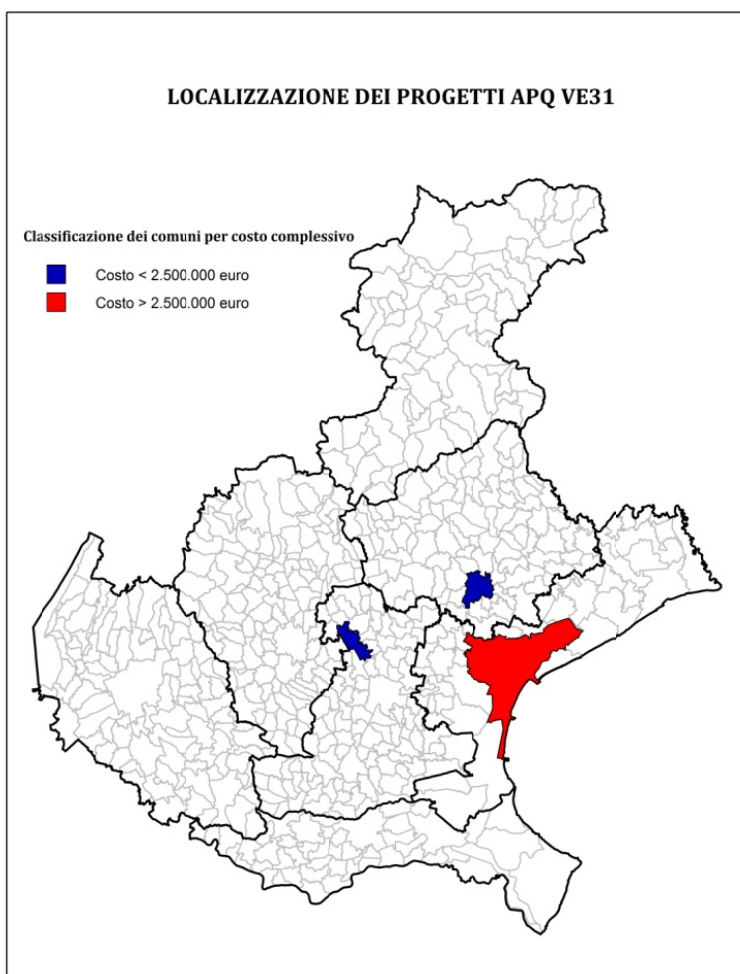 LOCALIZZAZIONE DEI PROGETTI APQ VE31
Classificazione dei comuni per costo complessivo
Costo < 2.500.000 euro
Costo > 2.500.000 euro